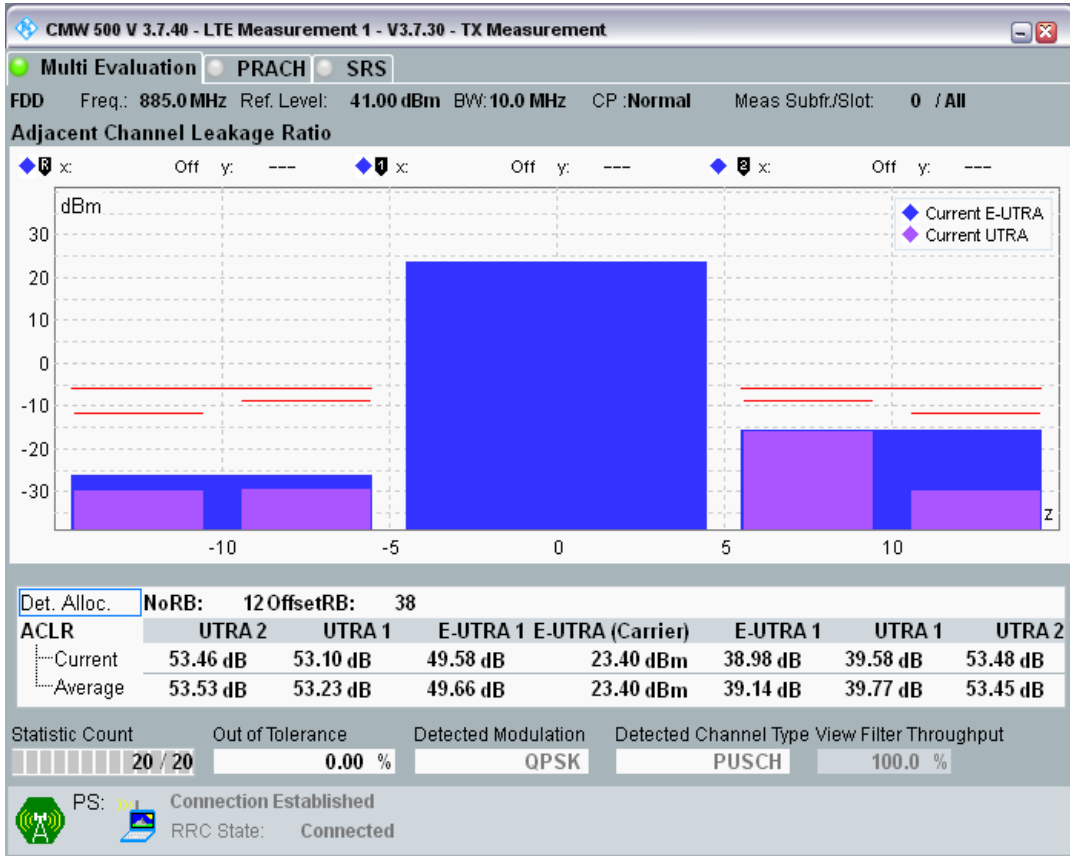 CMW 500 V 3.7.40 - LTE Measurement 1 - V3.7.30 - TX Measurement
Multi Evaluation PRACH SRS
FDD Freq.: 885.0 MHz Ref. Level: 41.00 dBm BW: 10.0 MHz CP :Normal Meas Subfr./Slot: 0 / All
Adjacent Channel Leakage Ratio
R x: Off y: --- 1 x: Off y: --- 2 x: Off y: ---
dBm
Current E-UTRA
Current UTRA
30
20
10
0
-10
-20
-30
z
-10 -5 0 5 10
Det. Alloc. NoRB: 12 OffsetRB: 38
ACLR UTRA 2 UTRA 1 E-UTRA 1 E-UTRA (Carrier) E-UTRA 1 UTRA 1 UTRA 2
Current 53.46 dB 53.10 dB 49.58 dB 23.40 dBm 38.98 dB 39.58 dB 53.48 dB
Average 53.53 dB 53.23 dB 49.66 dB 23.40 dBm 39.14 dB 39.77 dB 53.45 dB
Statistic Count Out of Tolerance Detected Modulation Detected Channel Type View Filter Throughput
20 / 20 0.00 % QPSK PUSCH 100.0 %
PS: Connection Established
RRC State: Connected